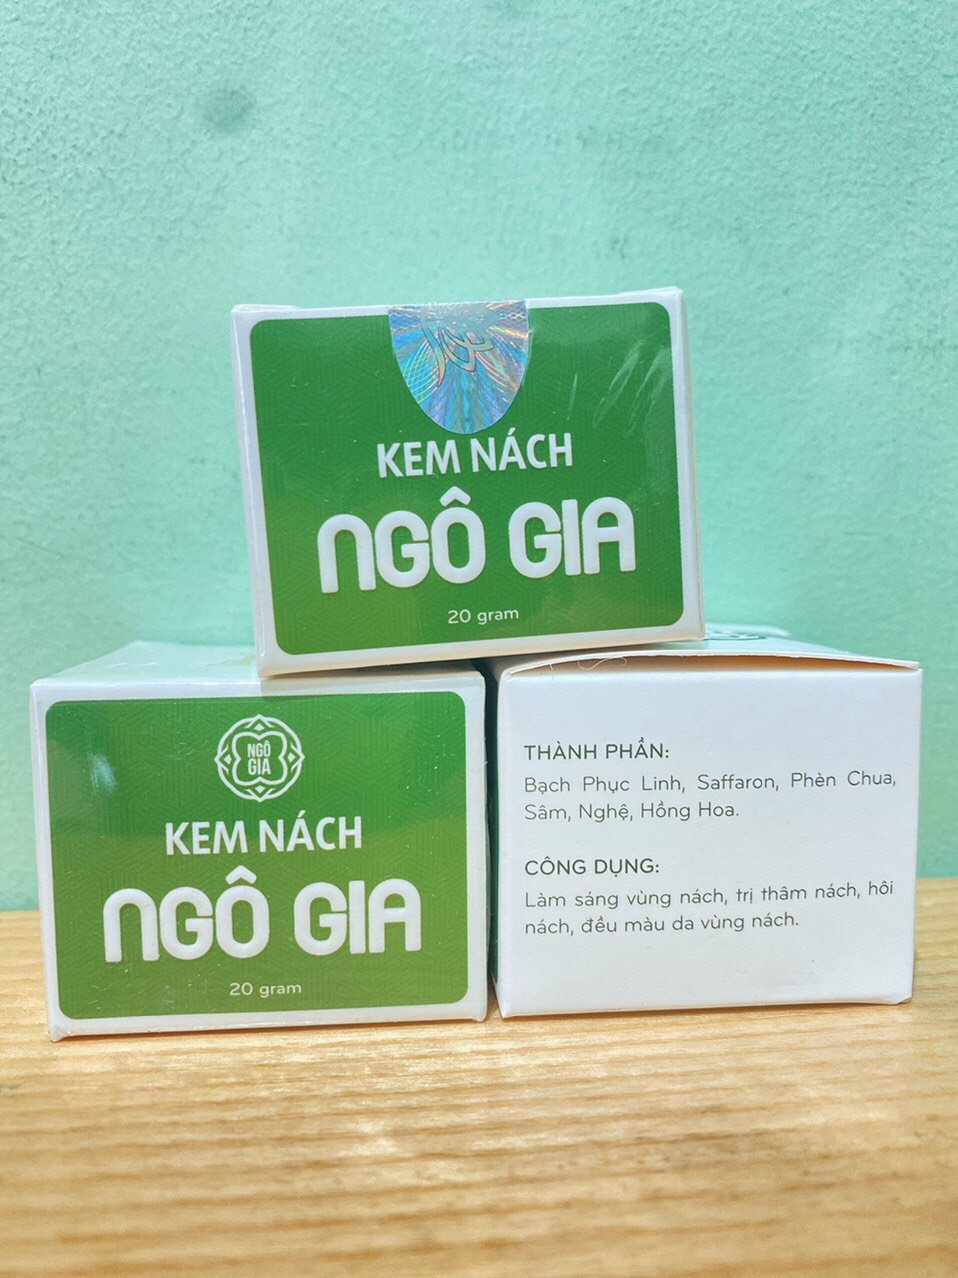 KEM NÁCH
NGÔ GIA
20 gram
NGÔ
GIA
KEM NÁCH
NGÔ GIA
20 gram
THÀNH PHẦN:
Bạch Phục Linh, Saffaron, Phèn Chua,
Sâm, Nghệ, Hồng Hoa.
CÔNG DỤNG:
Làm sáng vùng nách, trị thâm nách, hôi
nách, đều màu da vùng nách.